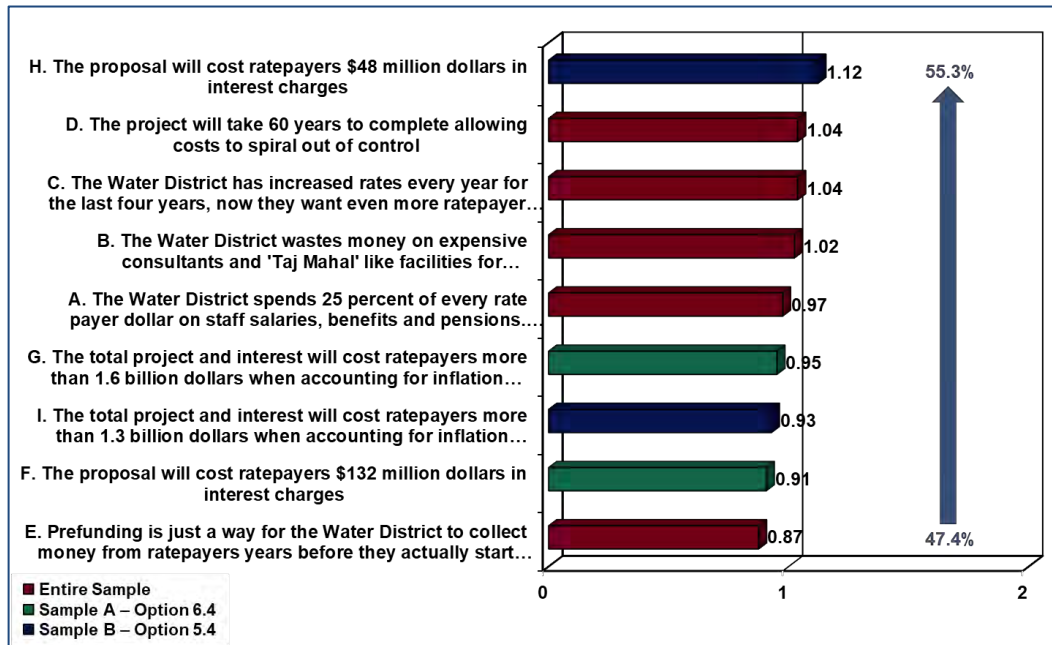 H. The proposal will cost ratepayers $48 million dollars in
interest charges
1.12
55.3%
D. The project will take 60 years to complete allowing
costs to spiral out of control
1.04
C. The Water District has increased rates every year for
the last four years, now they want even more ratepayer…
1.04
B. The Water District wastes money on expensive
consultants and 'Taj Mahal' like facilities for…
1.02
A. The Water District spends 25 percent of every rate
payer dollar on staff salaries, benefits and pensions.…
0.97
G. The total project and interest will cost ratepayers more
than 1.6 billion dollars when accounting for inflation…
0.95
I. The total project and interest will cost ratepayers more
than 1.3 billion dollars when accounting for inflation…
0.93
F. The proposal will cost ratepayers $132 million dollars in
interest charges
0.91
E. Prefunding is just a way for the Water District to collect
money from ratepayers years before they actually start…
0.87
47.4%
0 1 2
Entire Sample
Sample A – Option 6.4
Sample B – Option 5.4